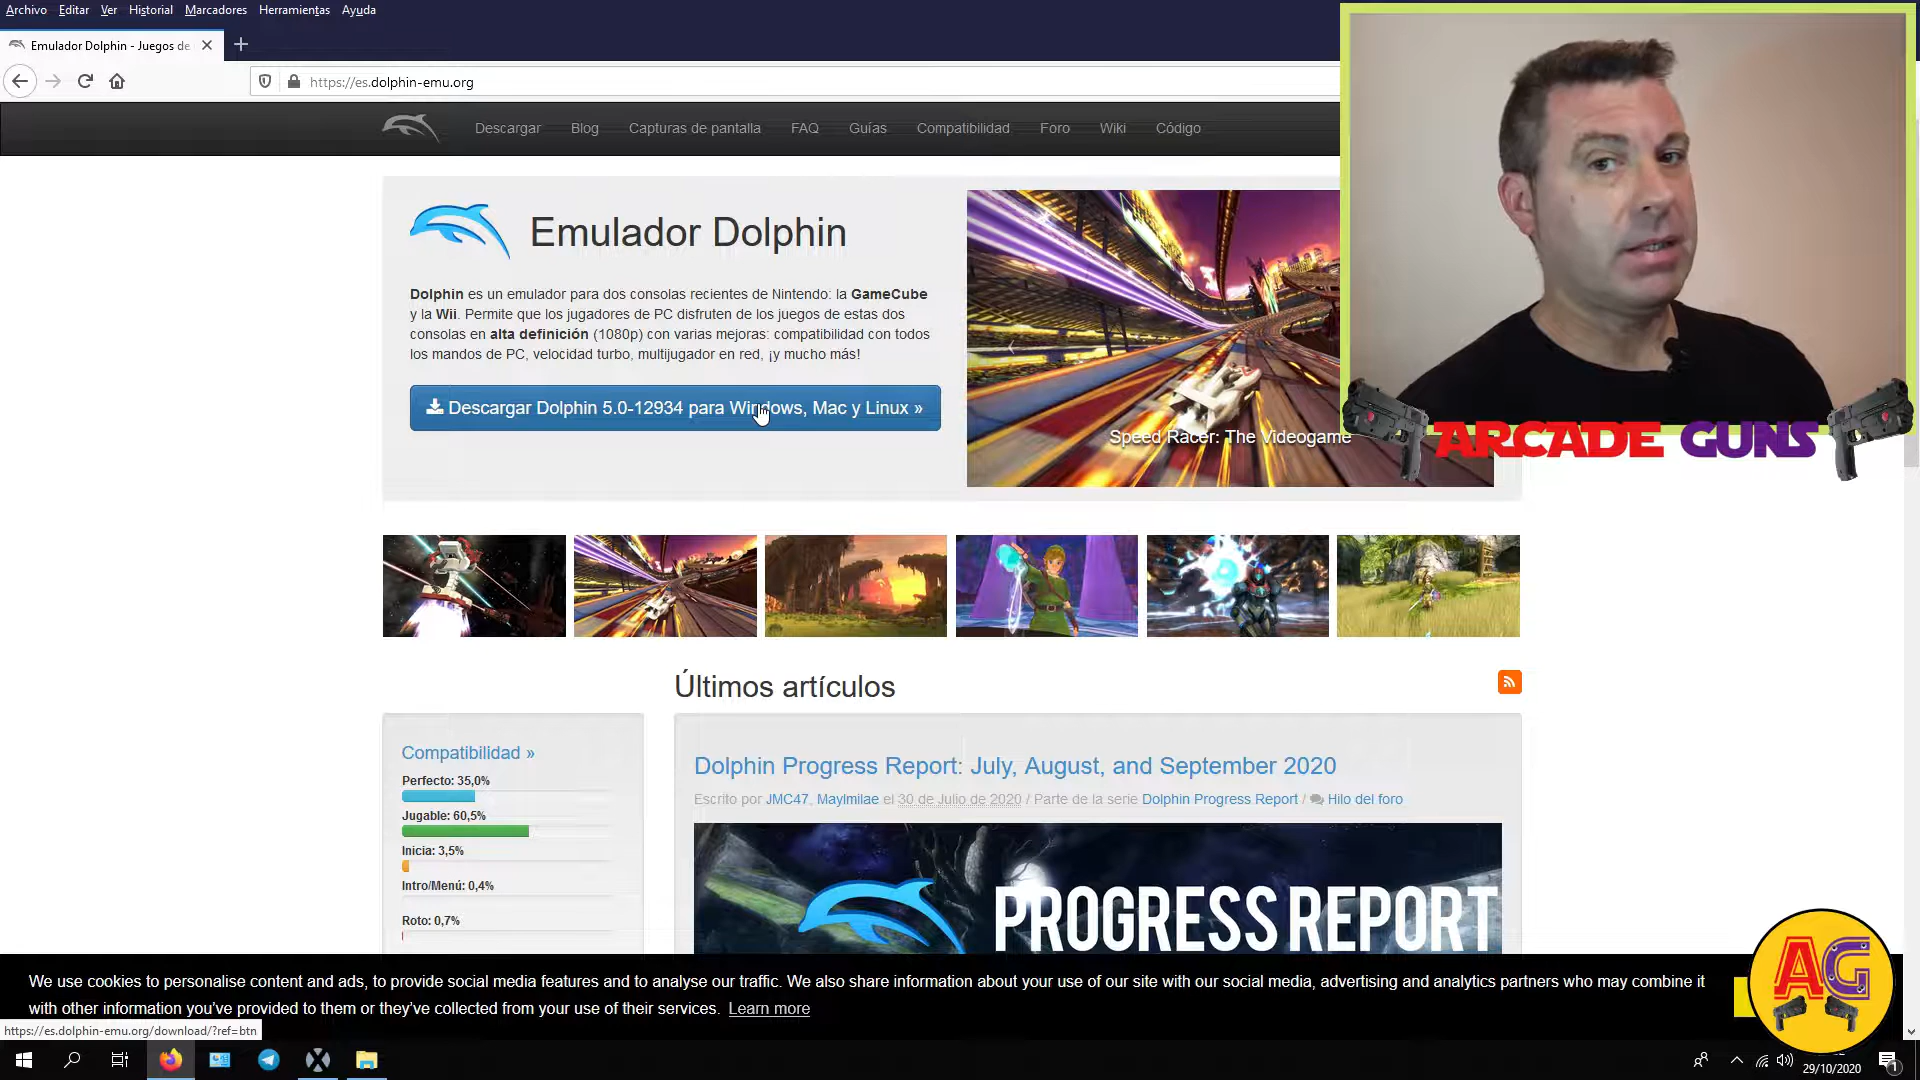 Archivo Editar Ver Historial Marcadores Herramientas Ayuda
Emulador Dolphin - Juegos de
https://es.dolphin-emu.org
Descargar Blog Capturas de pantalla FAQ Guías Compatibilidad Foro Wiki Código
Emulador Dolphin
Dolphin es un emulador para dos consolas recientes de Nintendo: la GameCube
y la Wii. Permite que los jugadores de PC disfruten de los juegos de estas dos
consolas en alta definición (1080p) con varias mejoras: compatibilidad con todos
los mandos de PC, velocidad turbo, multijugador en red, ¡y mucho más!
Descargar Dolphin 5.0-12934 para Windows, Mac y Linux »
Speed Racer: The Videogame
ARCADE GUNS
Últimos artículos
Compatibilidad »
Perfecto: 35,0%
Jugable: 60,5%
Inicia: 3,5%
Intro/Menú: 0,4%
Roto: 0,7%
Dolphin Progress Report: July, August, and September 2020
Escrito por JMC47, MayImilae el 30 de Julio de 2020 / Parte de la serie Dolphin Progress Report / Hilo del foro
PROGRESS REPORT
We use cookies to personalise content and ads, to provide social media features and to analyse our traffic. We also share information about your use of our site with our social media, advertising and analytics partners who may combine it
with other information you've provided to them or they've collected from your use of their services. Learn more
AG
https://es.dolphin-emu.org/download/?ref=btn
29/10/2020
1